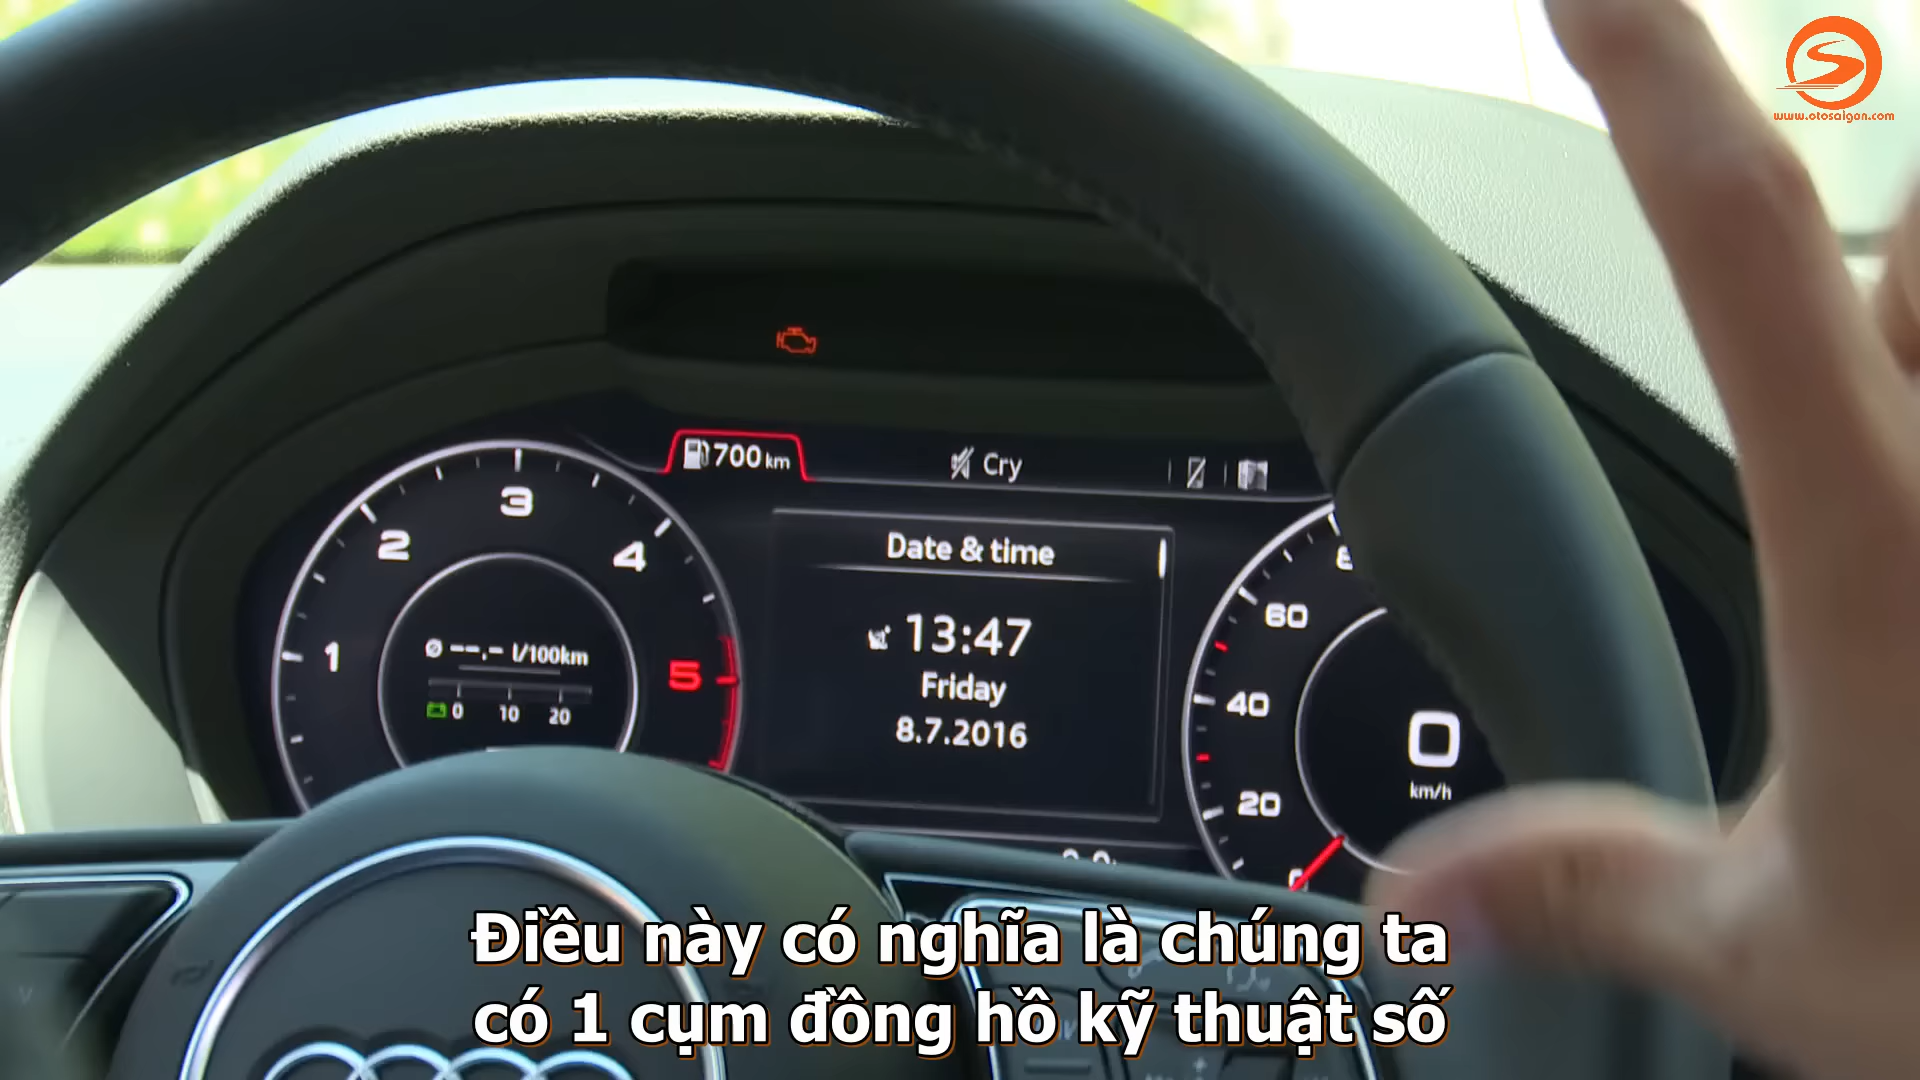 www.otosaigon.com
700 km
Cry
3
2
4
1
5
Ø --.- l/100km
0 10 20
Date & time
13:47
Friday
8.7.2016
60
40
20
0
km/h
Điều này có nghĩa là chúng ta
có 1 cụm đồng hồ kỹ thuật số